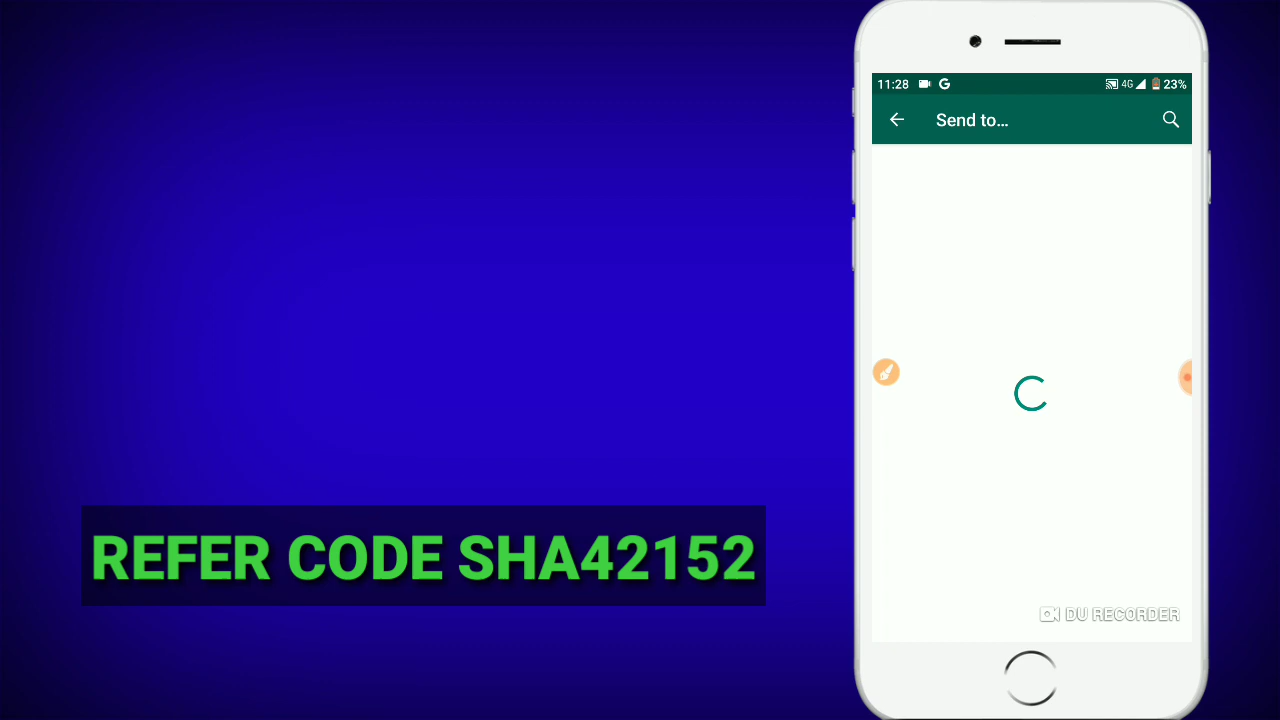 11:28 G 4G 23%
Send to...
REFER CODE SHA42152
DU RECORDER